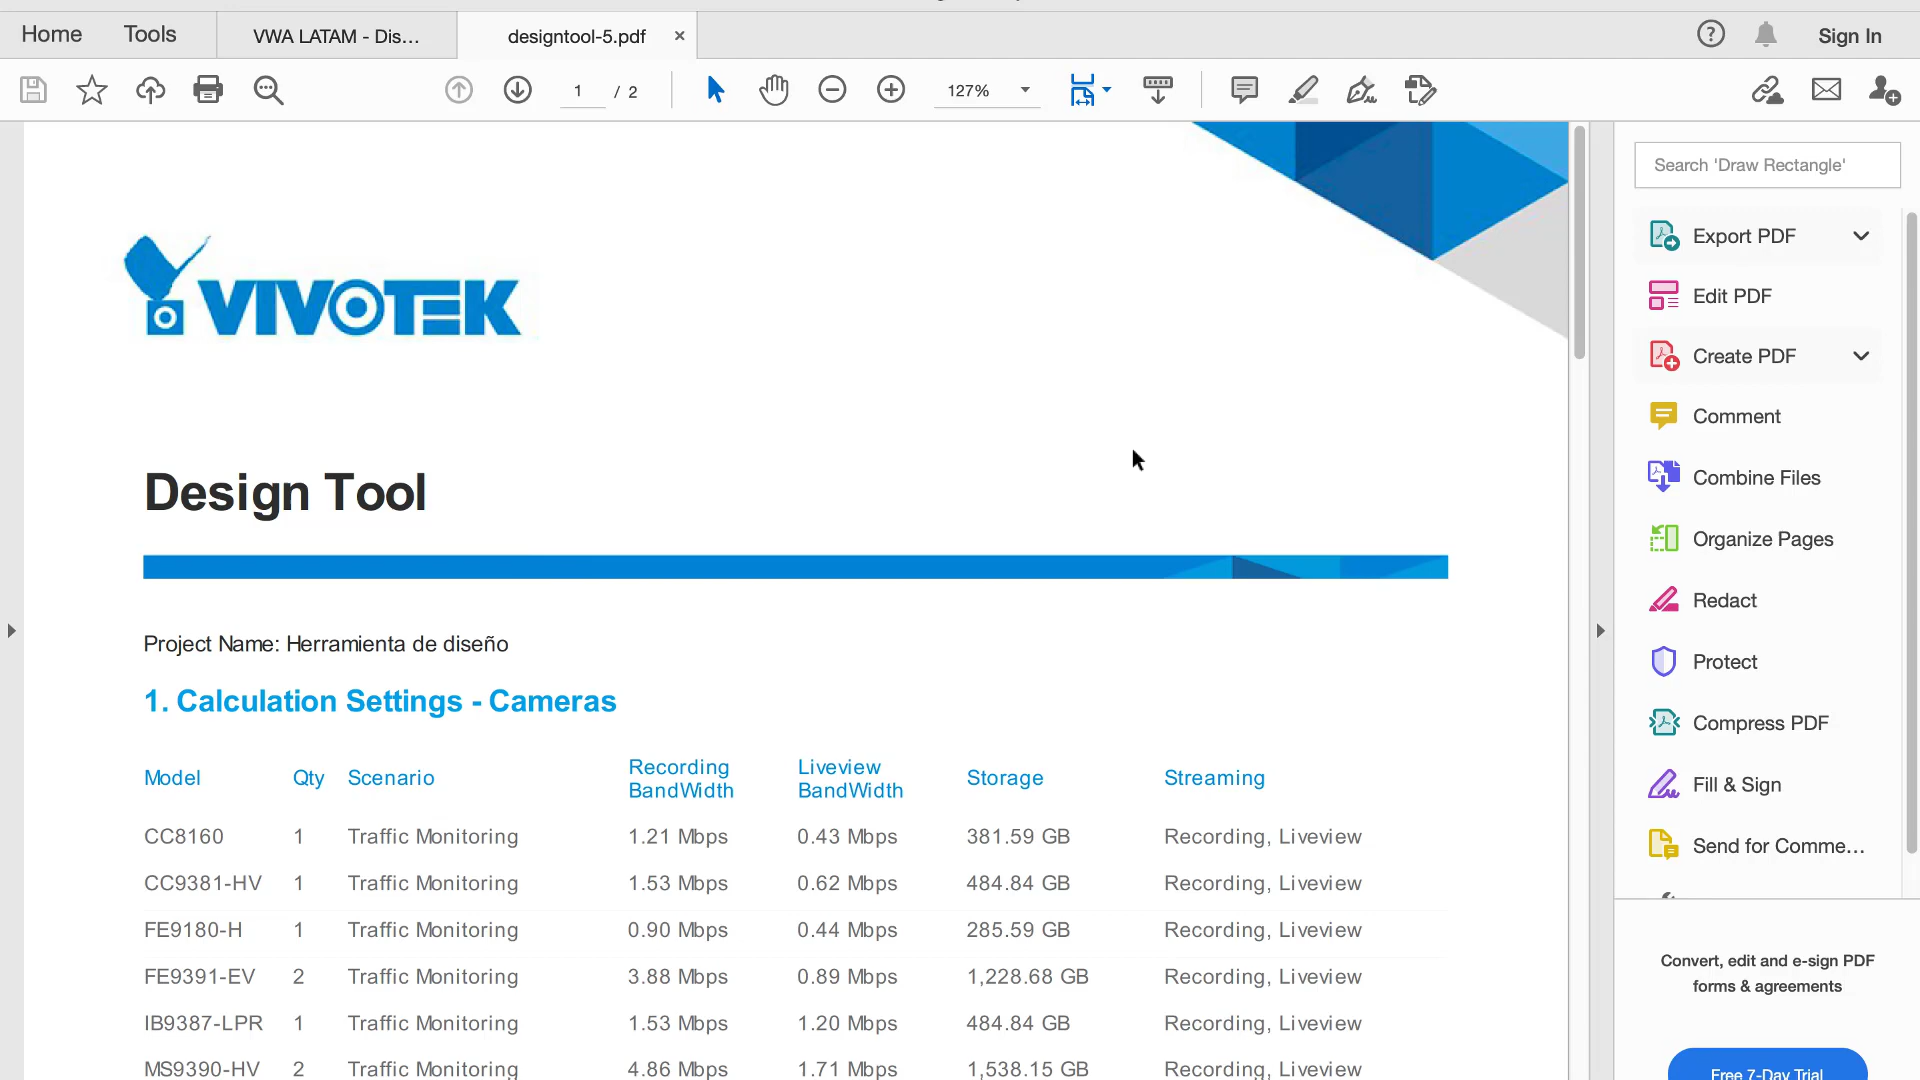 Home Tools VWA LATAM - Dis... designtool-5.pdf × ? Sign In
1 / 2 127%
Search 'Draw Rectangle'
Export PDF
Edit PDF
Create PDF
Comment
Combine Files
Organize Pages
Redact
Protect
Compress PDF
Fill & Sign
Send for Comme...
Convert, edit and e-sign PDF
forms & agreements
Free 7-Day Trial
VIVOTEK
Design Tool
Project Name: Herramienta de diseño
1. Calculation Settings - Cameras
Model Qty Scenario Recording BandWidth Liveview BandWidth Storage Streaming
CC8160 1 Traffic Monitoring 1.21 Mbps 0.43 Mbps 381.59 GB Recording, Liveview
CC9381-HV 1 Traffic Monitoring 1.53 Mbps 0.62 Mbps 484.84 GB Recording, Liveview
FE9180-H 1 Traffic Monitoring 0.90 Mbps 0.44 Mbps 285.59 GB Recording, Liveview
FE9391-EV 2 Traffic Monitoring 3.88 Mbps 0.89 Mbps 1,228.68 GB Recording, Liveview
IB9387-LPR 1 Traffic Monitoring 1.53 Mbps 1.20 Mbps 484.84 GB Recording, Liveview
MS9390-HV 2 Traffic Monitoring 4.86 Mbps 1.71 Mbps 1,538.15 GB Recording, Liveview